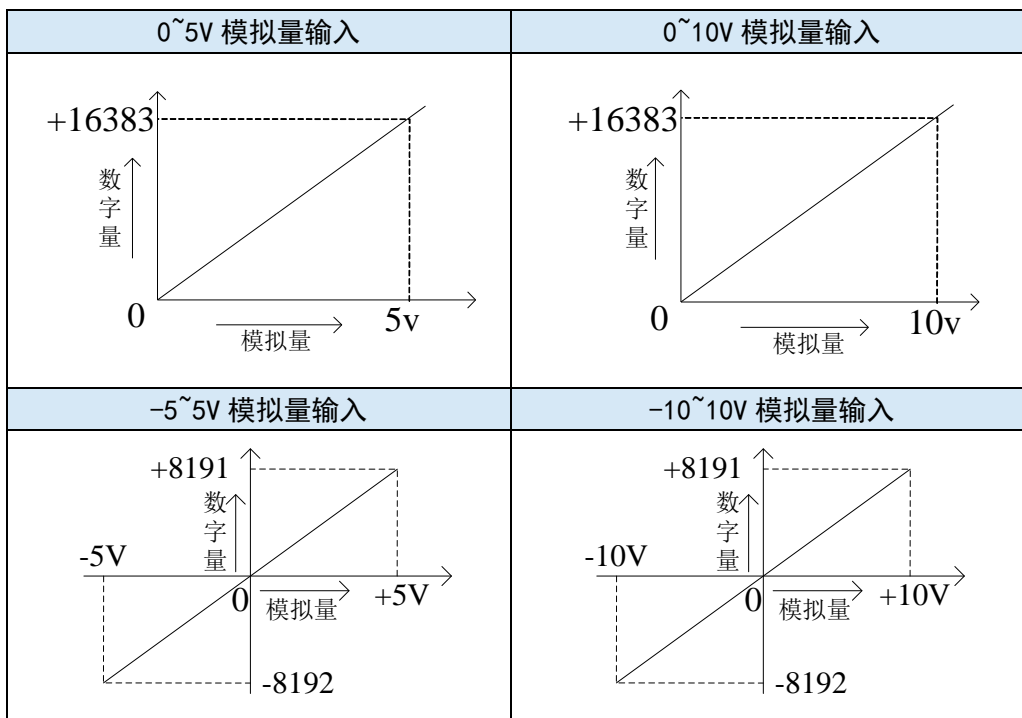 0~5V 模拟量输入
0~10V 模拟量输入
+16383
数
字
量
0
5v
模拟量
+16383
数
字
量
0
10v
模拟量
-5~5V 模拟量输入
-10~10V 模拟量输入
+8191
数
字
量
-5V
0
模拟量
+5V
-8192
+8191
数
字
量
-10V
0
模拟量
+10V
-8192